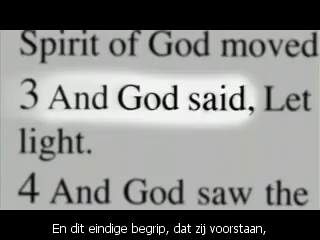 Spirit of God moved
3 And God said, Let
light.
4 And God saw the
En dit eindige begrip, dat zij voorstaan,